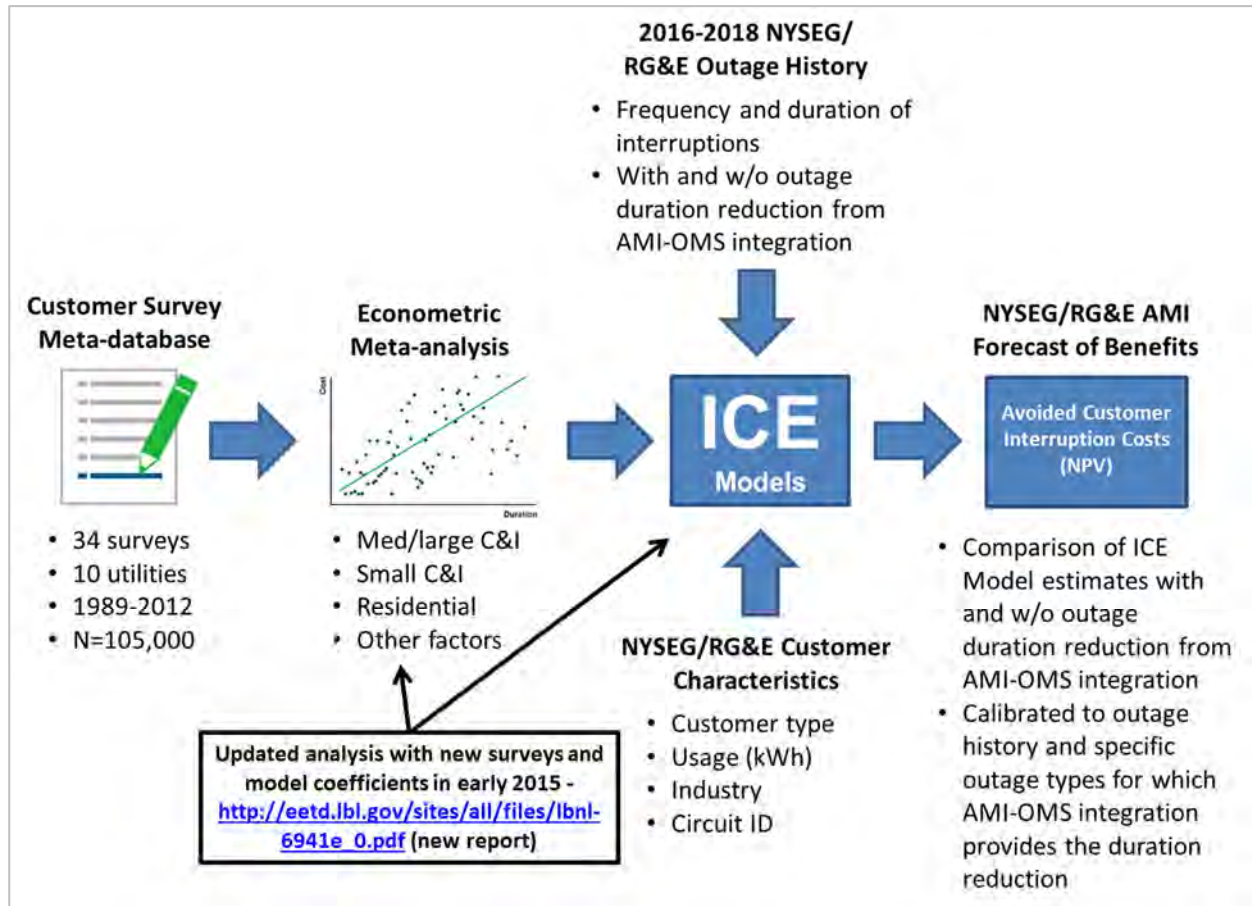 2016-2018 NYSEG/
RG&E Outage History
• Frequency and duration of
interruptions
• With and w/o outage
duration reduction from
AMI-OMS integration
Customer Survey
Meta-database
• 34 surveys
• 10 utilities
• 1989-2012
• N=105,000
Econometric
Meta-analysis
Cost
Duration
• Med/large C&I
• Small C&I
• Residential
• Other factors
ICE
Models
NYSEG/RG&E AMI
Forecast of Benefits
Avoided Customer
Interruption Costs
(NPV)
• Comparison of ICE
Model estimates with
and w/o outage
duration reduction from
AMI-OMS integration
• Calibrated to outage
history and specific
outage types for which
AMI-OMS integration
provides the duration
reduction
NYSEG/RG&E Customer
Characteristics
• Customer type
• Usage (kWh)
• Industry
• Circuit ID
Updated analysis with new surveys and
model coefficients in early 2015 -
http://eetd.lbl.gov/sites/all/files/lbnl-
6941e_0.pdf (new report)